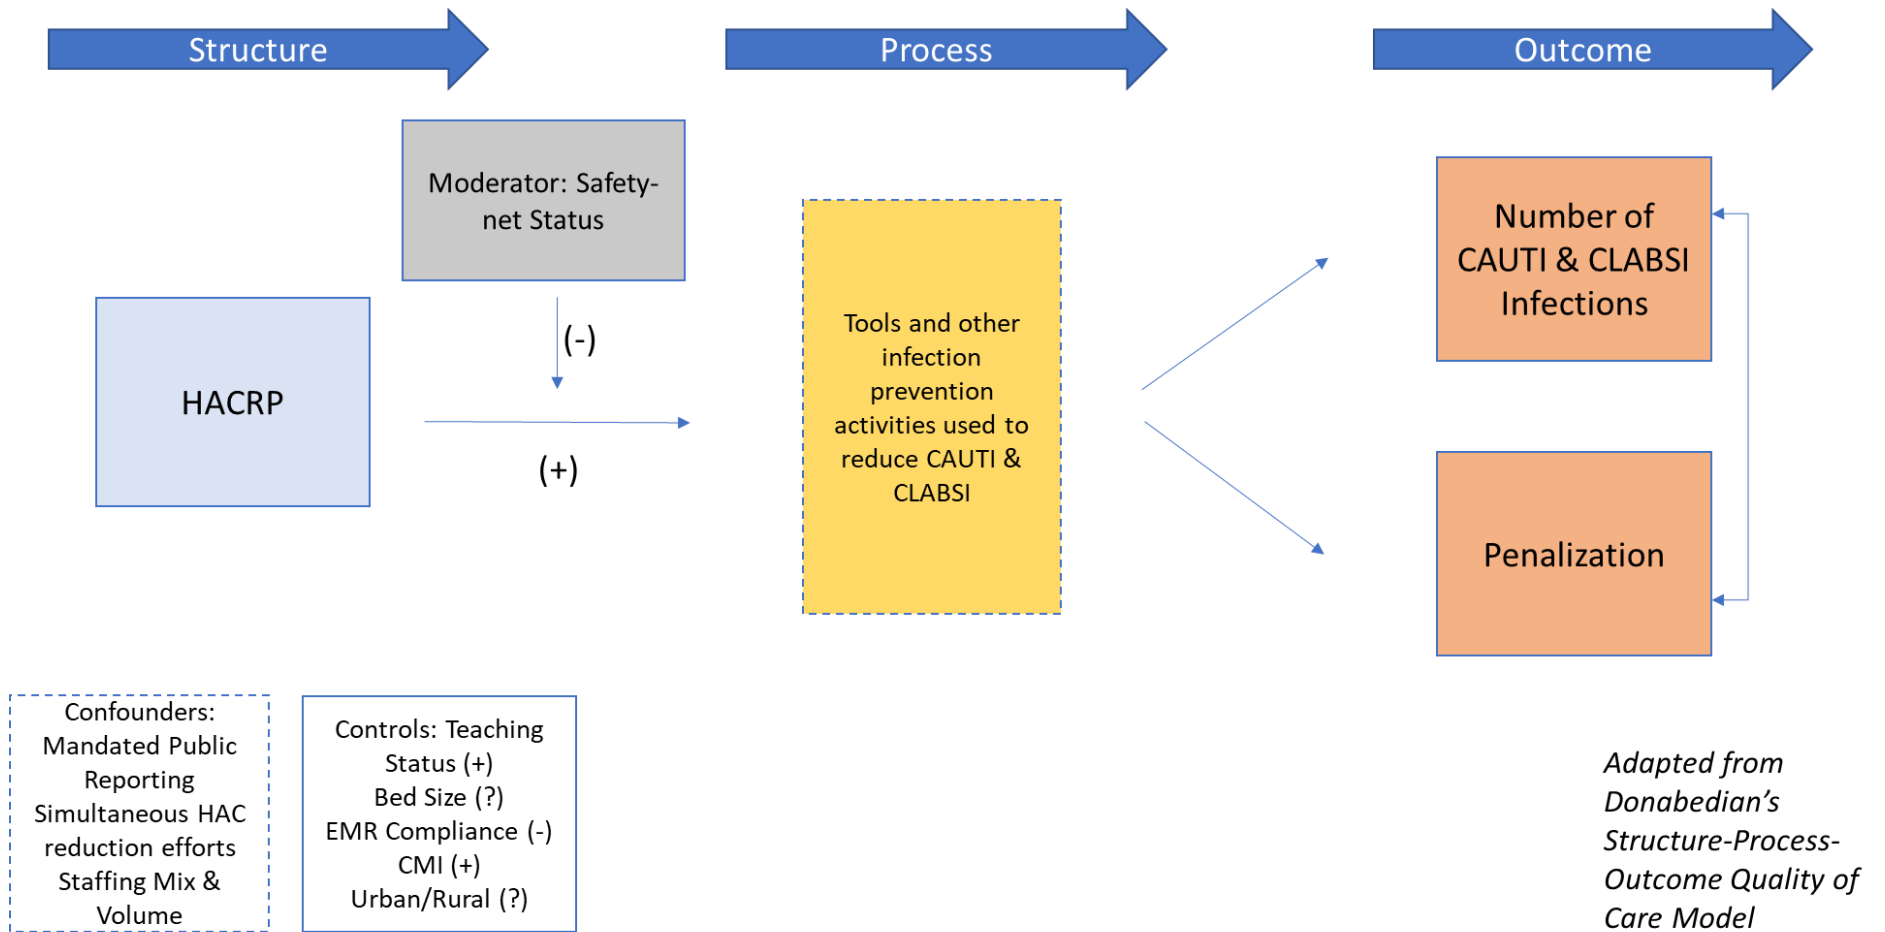 Structure
Process
Outcome
Moderator: Safety-
net Status
(-)
HACRP
(+)
Tools and other
infection
prevention
activities used to
reduce CAUTI &
CLABSI
Number of
CAUTI & CLABSI
Infections
Penalization
Confounders:
Mandated Public
Reporting
Simultaneous HAC
reduction efforts
Staffing Mix &
Volume
Controls: Teaching
Status (+)
Bed Size (?)
EMR Compliance (-)
CMI (+)
Urban/Rural (?)
Adapted from
Donabedian’s
Structure-Process-
Outcome Quality of
Care Model